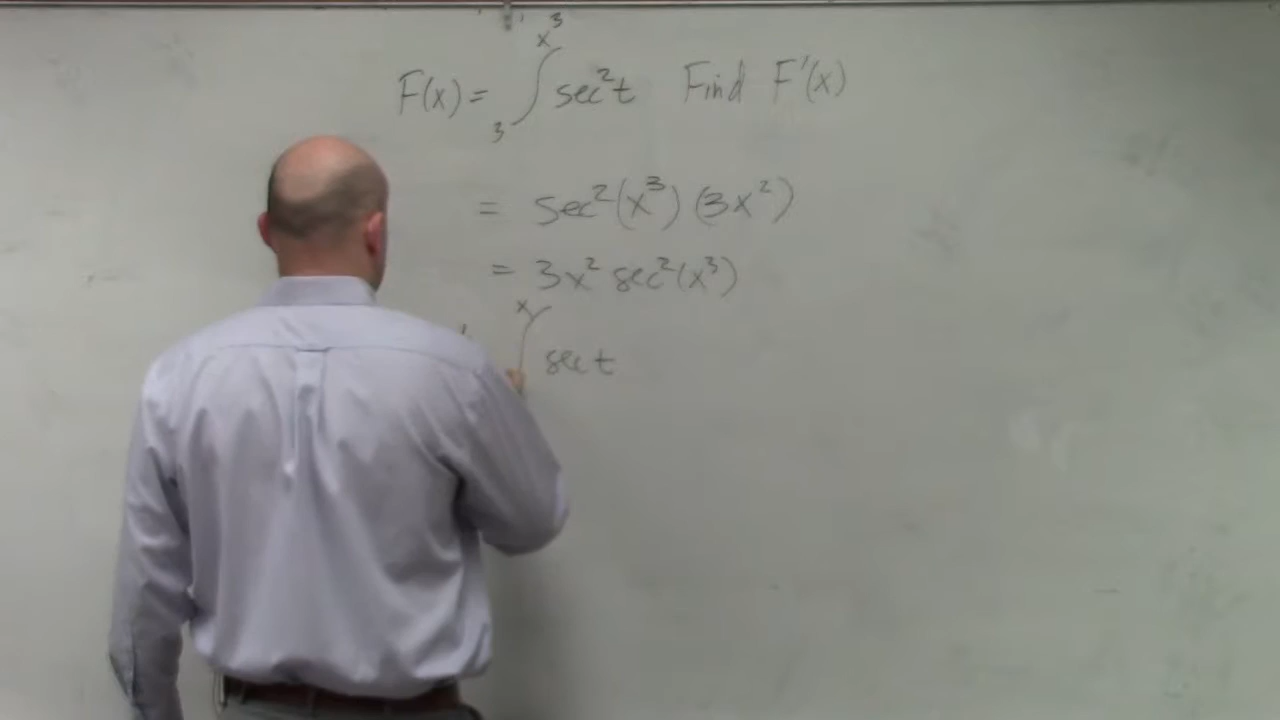 F(x) = ∫₃^x³ sec²t Find F'(x)
= sec²(x³)(3x²)
= 3x² sec²(x³)
∫^x sec t